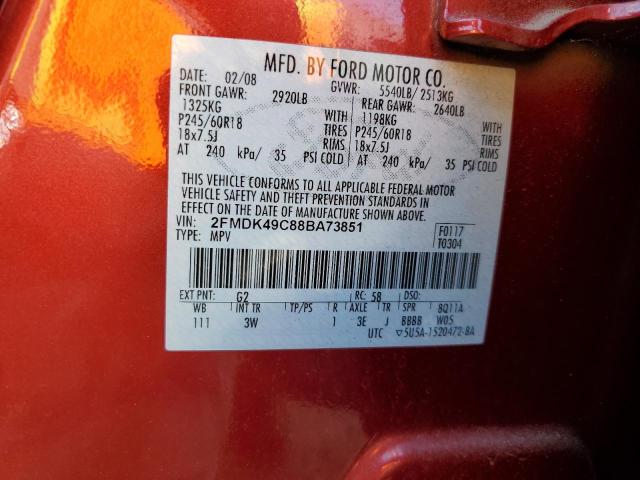 MFD. BY FORD MOTOR CO.
DATE: 02/08 GVWR: 5540LB/ 2513KG
FRONT GAWR: 2920LB REAR GAWR: 2640LB
1325KG WITH 1198KG WITH
P245/60R18 TIRES P245/60R18 TIRES
18x7.5J RIMS 18x7.5J RIMS
AT 240 kPa/ 35 PSI COLD AT 240 kPa/ 35 PSI COLD
THIS VEHICLE CONFORMS TO ALL APPLICABLE FEDERAL MOTOR
VEHICLE SAFETY AND THEFT PREVENTION STANDARDS IN
EFFECT ON THE DATE OF MANUFACTURE SHOWN ABOVE.
VIN: 2FMDK49C88BA73851 F0117
TYPE: MPV T0304
EXT PNT: G2 RC: 58 DSO:
WB INT TR TP/PS R AXLE TR SPR 8Q11A
111 3W 1 3E J BBBB W05
UTC ▽5U5A-1520472-BA